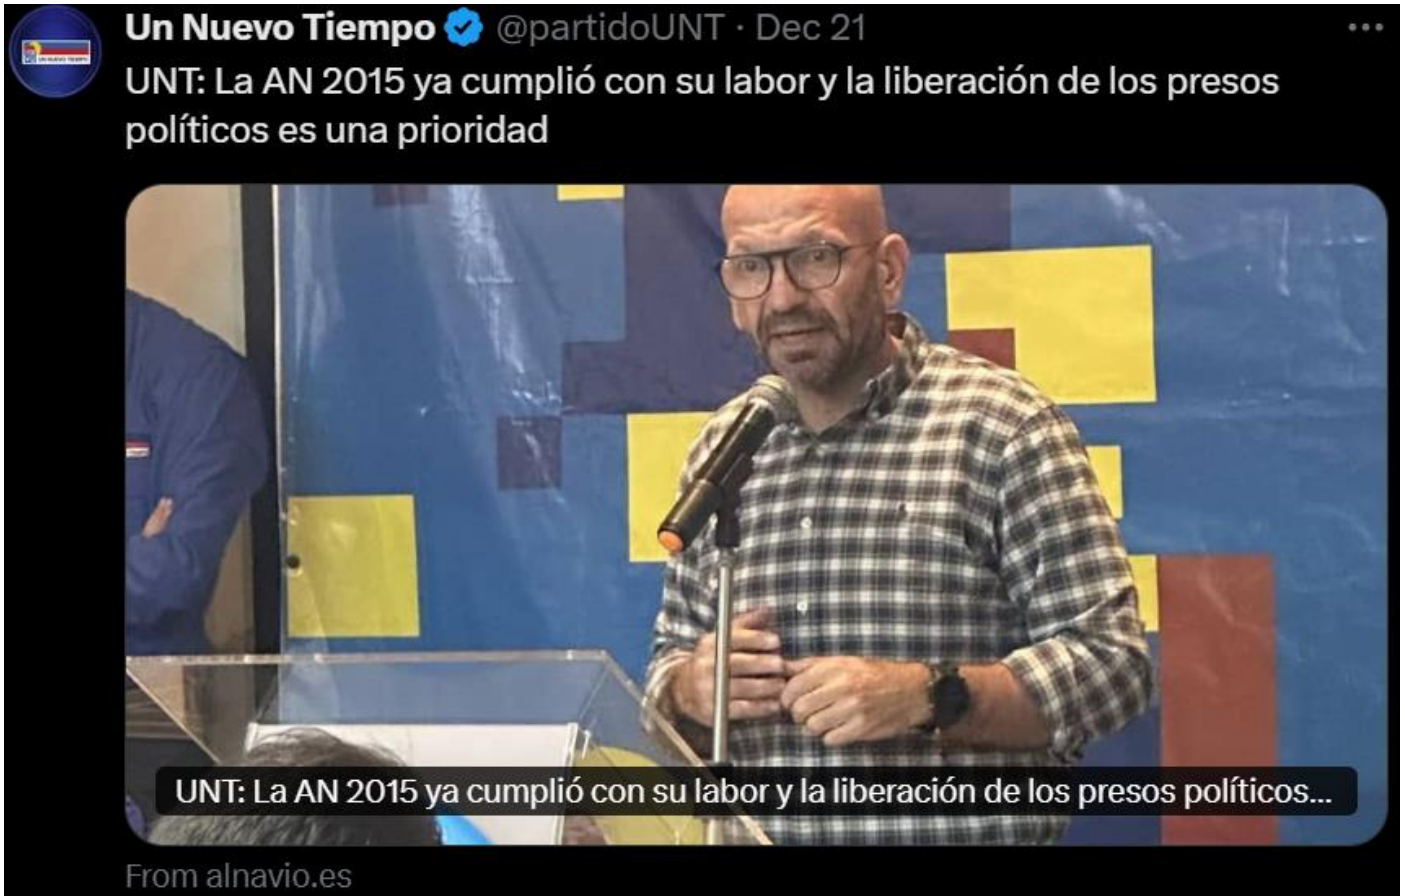 Un Nuevo Tiempo @partidoUNT · Dec 21
UNT: La AN 2015 ya cumplió con su labor y la liberación de los presos
políticos es una prioridad
UNT: La AN 2015 ya cumplió con su labor y la liberación de los presos políticos...
From alnavio.es